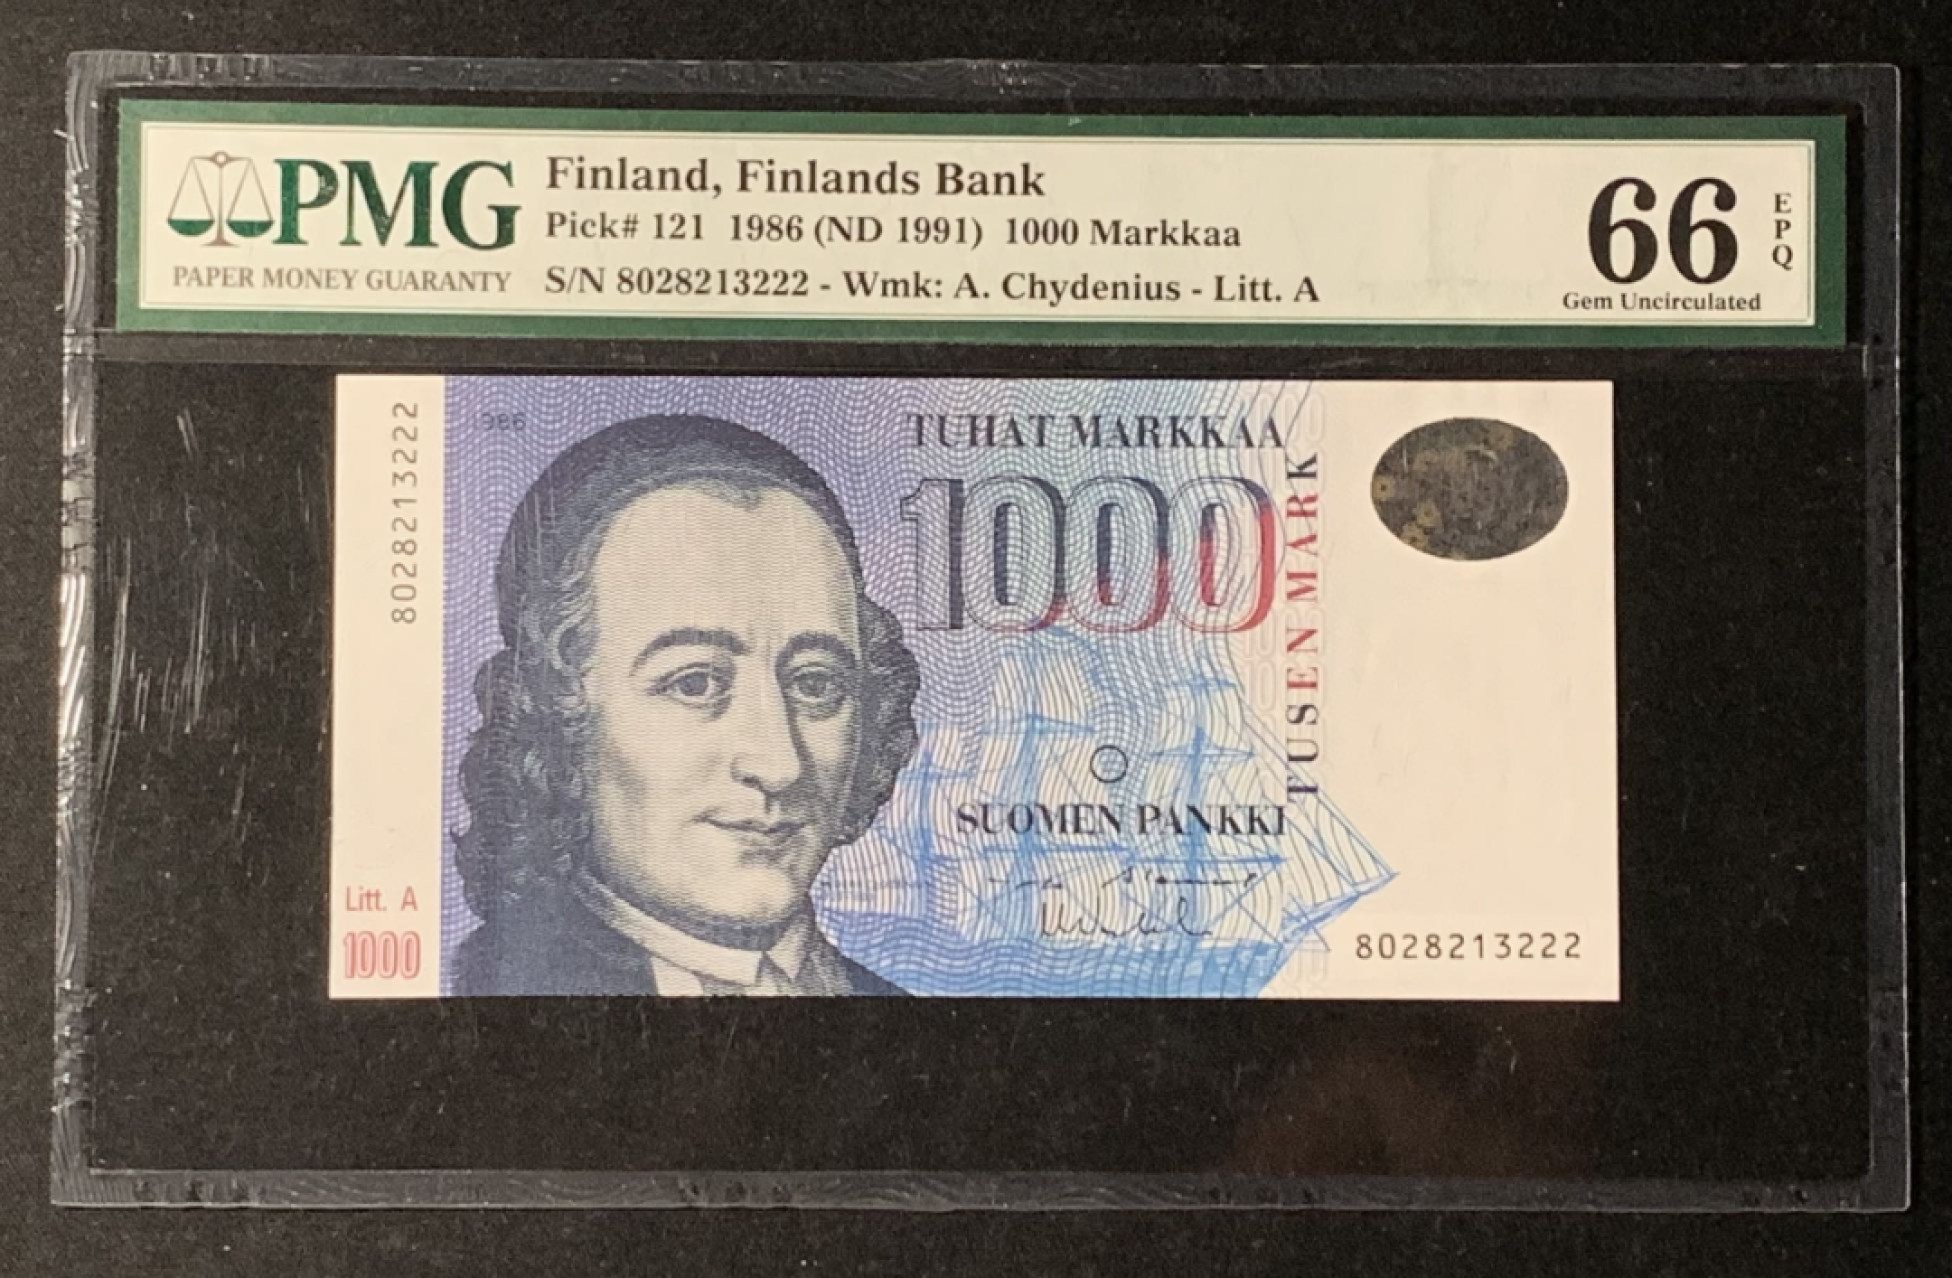 PMG
PAPER MONEY GUARANTY
Finland, Finlands Bank
Pick# 121 1986 (ND 1991) 1000 Markkaa
S/N 8028213222 - Wmk: A. Chydenius - Litt. A
66
EPQ
Gem Uncirculated
8028213222
1986
TUHAT MARKKAA
1000
TUSEN MARK
SUOMEN PANKKI
Litt. A
1000
8028213222